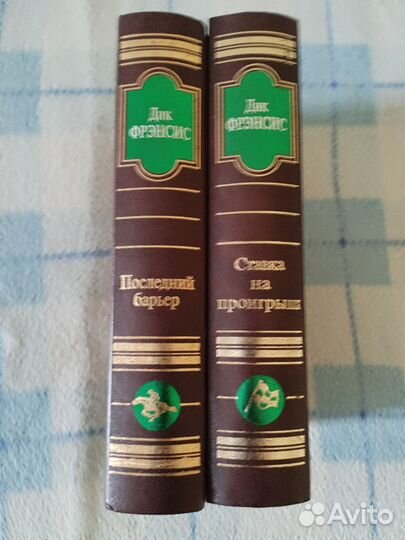 Дик
ФРЭНСИС
Последний
барьер
Дик
ФРЭНСИС
Ставка
на
проигрыш
Avito